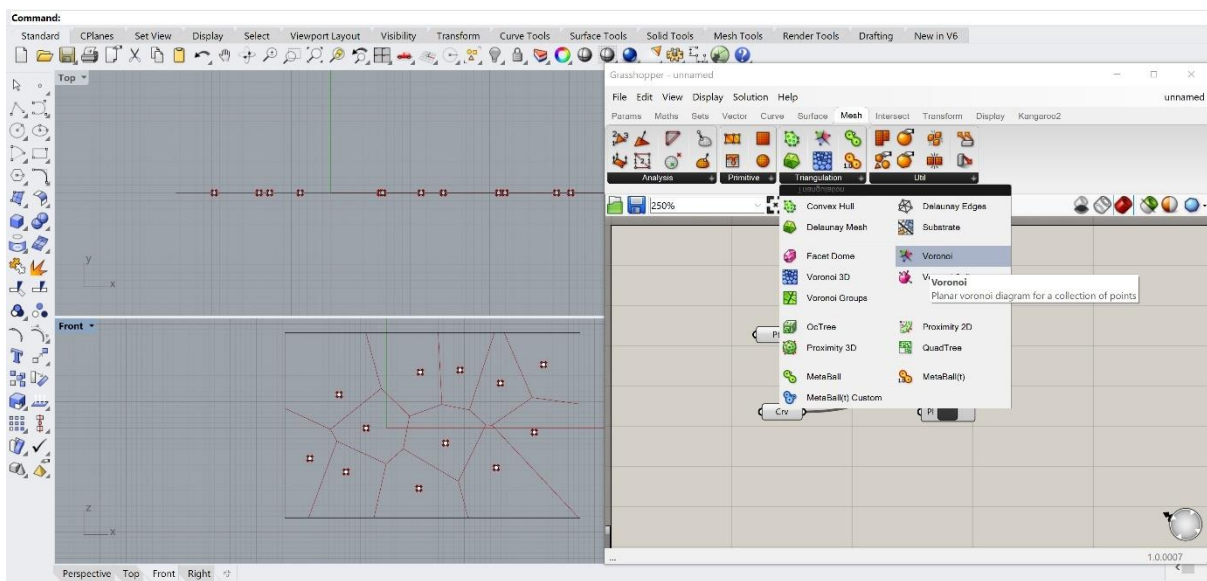 Command:
Standard CPlanes Set View Display Select Viewport Layout Visibility Transform Curve Tools Surface Tools Solid Tools Mesh Tools Render Tools Drafting New in V6
Top
y
x
Front
z
x
Perspective Top Front Right
Grasshopper - unnamed
File Edit View Display Solution Help unnamed
Params Maths Sets Vector Curve Surface Mesh Intersect Transform Display Kangaroo2
Analysis Primitive Triangulation Util
250%
Triangulation
Convex Hull Delaunay Edges
Delaunay Mesh Substrate
Facet Dome Voronoi
Voronoi 3D
Voronoi
Planar voronoi diagram for a collection of points
Voronoi Groups
OcTree Proximity 2D
Proximity 3D QuadTree
MetaBall MetaBall(t)
MetaBall(t) Custom
Crv Pl
... 1.0.0007